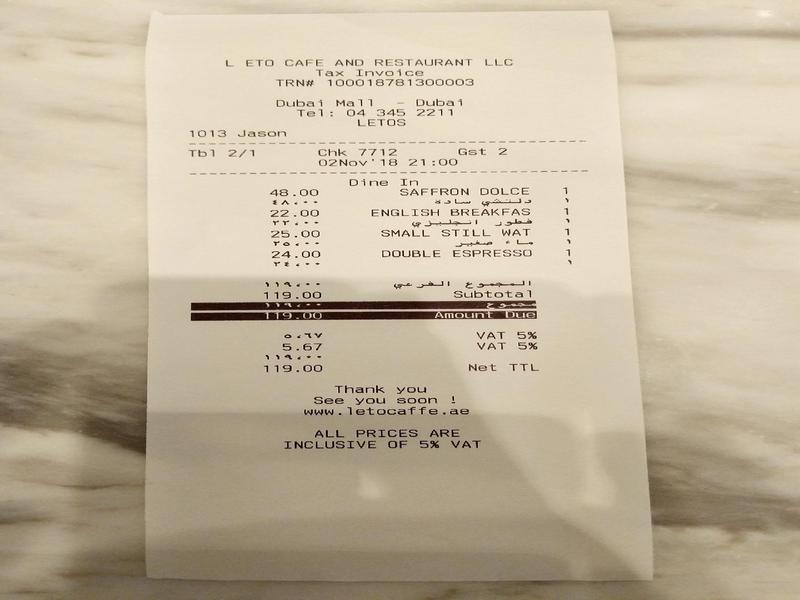 L ETO CAFE AND RESTAURANT LLC
Tax Invoice
TRN# 100018781300003
Dubai Mall - Dubai
Tel: 04 345 2211
LETOS
1013 Jason
Tbl 2/1 Chk 7712 Gst 2
02Nov'18 21:00
Dine In
48.00 SAFFRON DOLCE 1
٤٨،٠٠ دلتشي سادة ١
22.00 ENGLISH BREAKFAS 1
٢٢،٠٠ فطور انجليزي ١
25.00 SMALL STILL WAT 1
٢٥،٠٠ ماء صغير ١
24.00 DOUBLE ESPRESSO 1
٢٤،٠٠ ١
١١٩،٠٠ المجموع الفرعي
119.00 Subtotal
١١٩،٠٠ مجموع
119.00 Amount Due
٥،٦٧ VAT 5%
5.67 VAT 5%
١١٩،٠٠
119.00 Net TTL
Thank you
See you soon !
www.letocaffe.ae
ALL PRICES ARE
INCLUSIVE OF 5% VAT